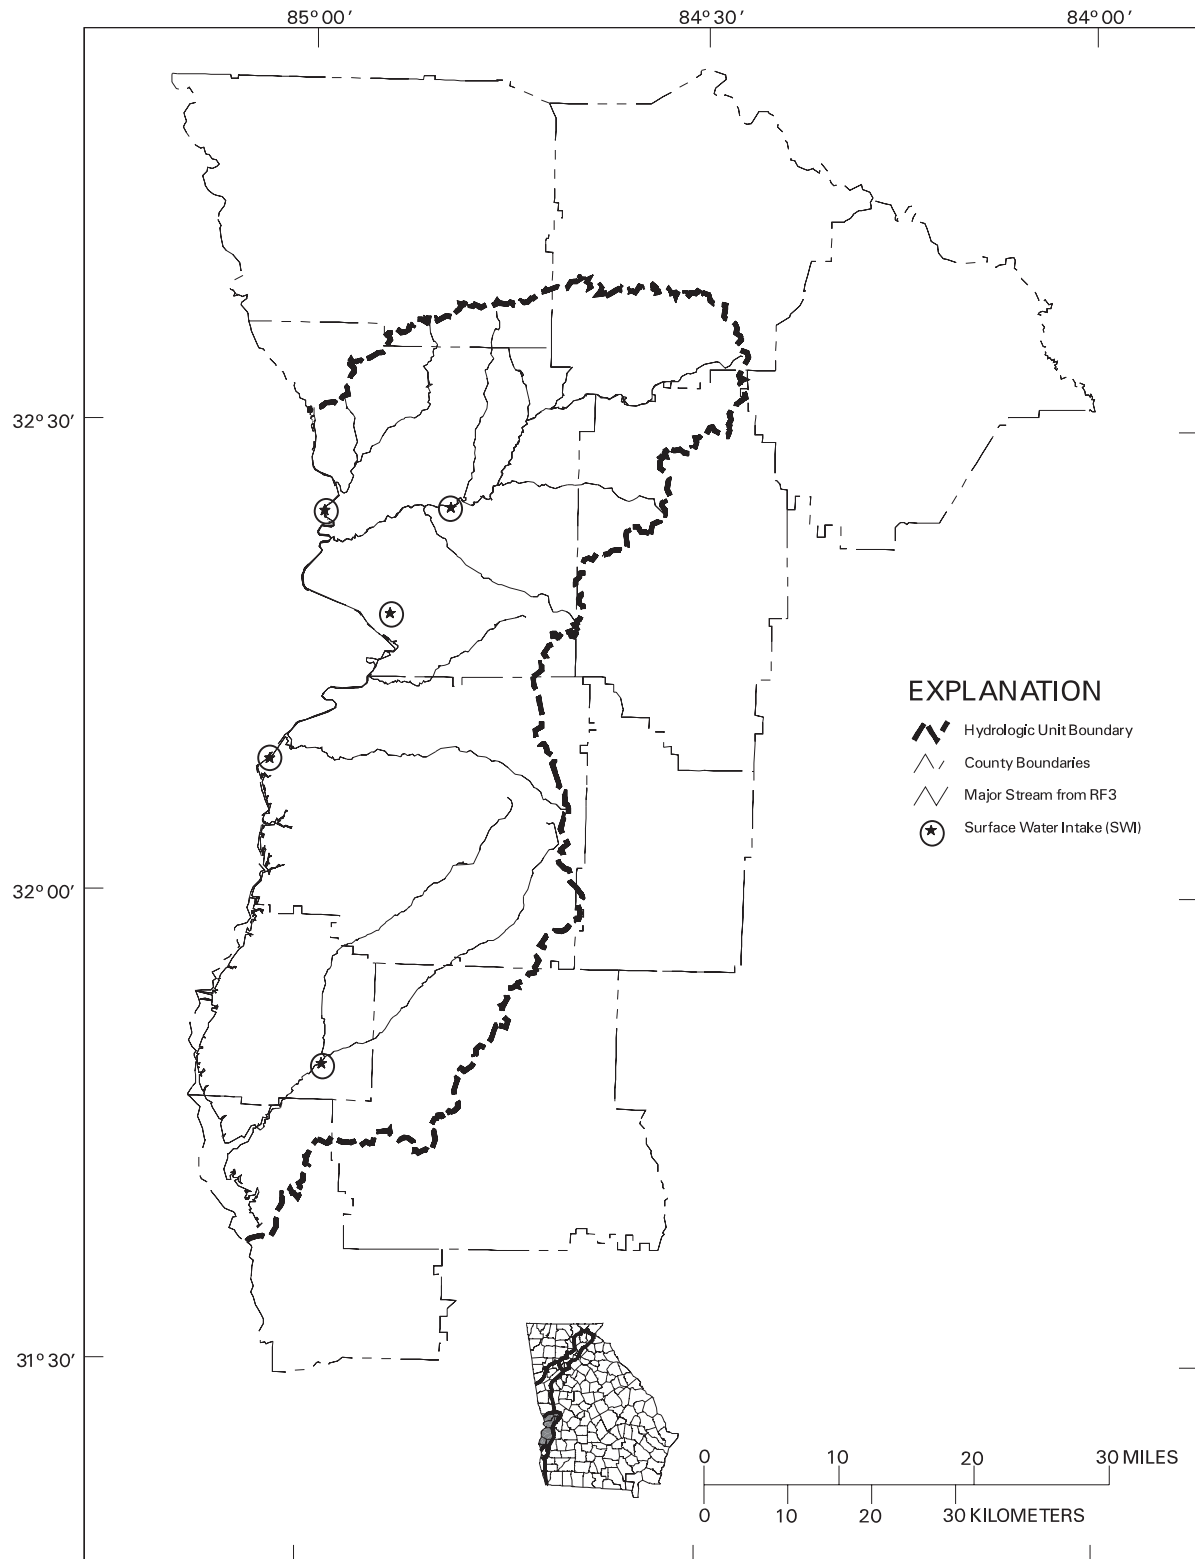 85° 00′ 84° 30′ 84° 00′
32° 30′
EXPLANATION
Hydrologic Unit Boundary
County Boundaries
Major Stream from RF3
Surface Water Intake (SWI)
32° 00′
31° 30′
0 10 20 30 MILES
0 10 20 30 KILOMETERS